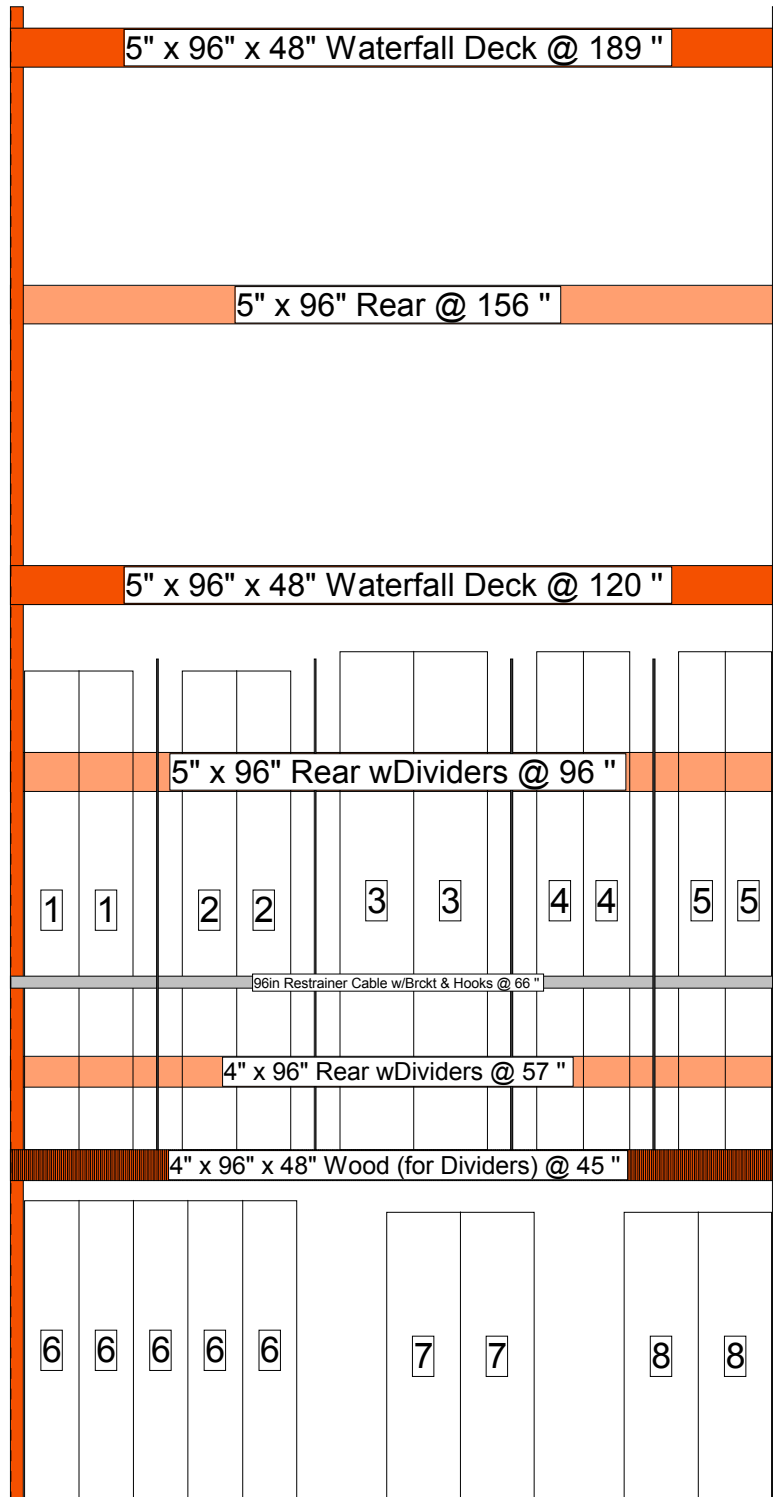 5" x 96" x 48" Waterfall Deck @ 189 "
5" x 96" Rear @ 156 "
5" x 96" x 48" Waterfall Deck @ 120 "
5" x 96" Rear wDividers @ 96 "
1 1 2 2 3 3 4 4 5 5
96in Restrainer Cable w/Brckt & Hooks @ 66 "
4" x 96" Rear wDividers @ 57 "
4" x 96" x 48" Wood (for Dividers) @ 45 "
6 6 6 6 6 7 7 8 8